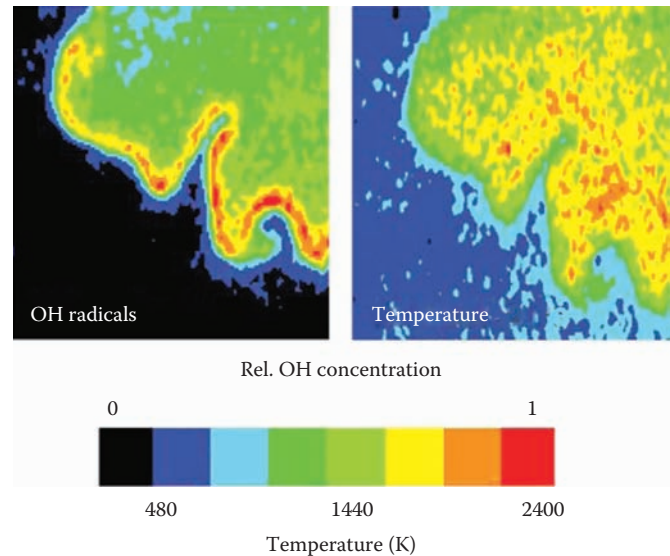 OH radicals
Temperature
Rel. OH concentration
0 1
480 1440 2400
Temperature (K)